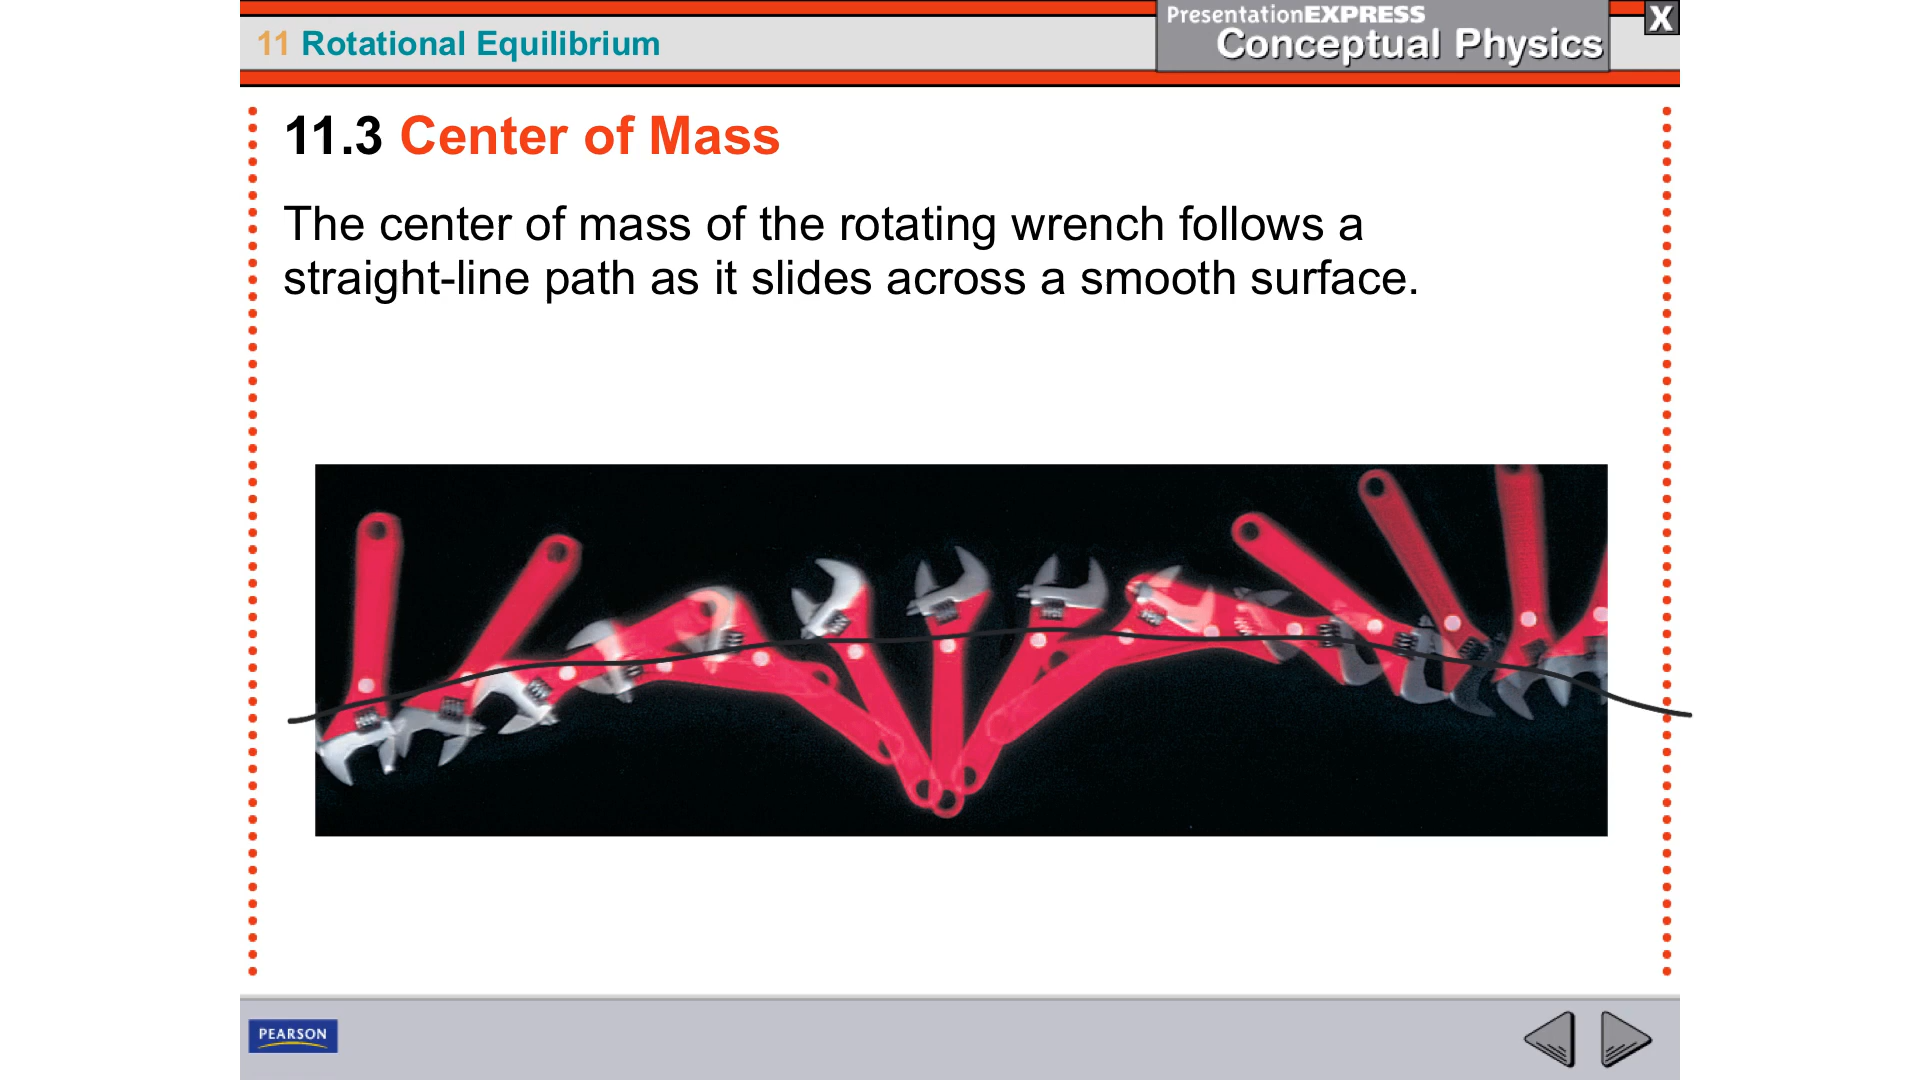 11 Rotational Equilibrium
PresentationEXPRESS
Conceptual Physics
X
11.3 Center of Mass
The center of mass of the rotating wrench follows a
straight-line path as it slides across a smooth surface.
PEARSON